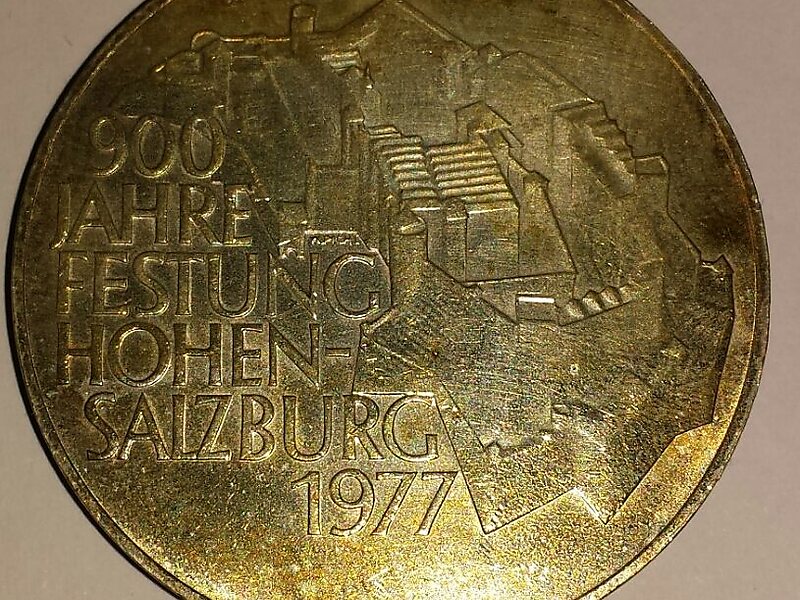 900
JAHRE
FESTUNG
HOHEN-
SALZBURG
1977